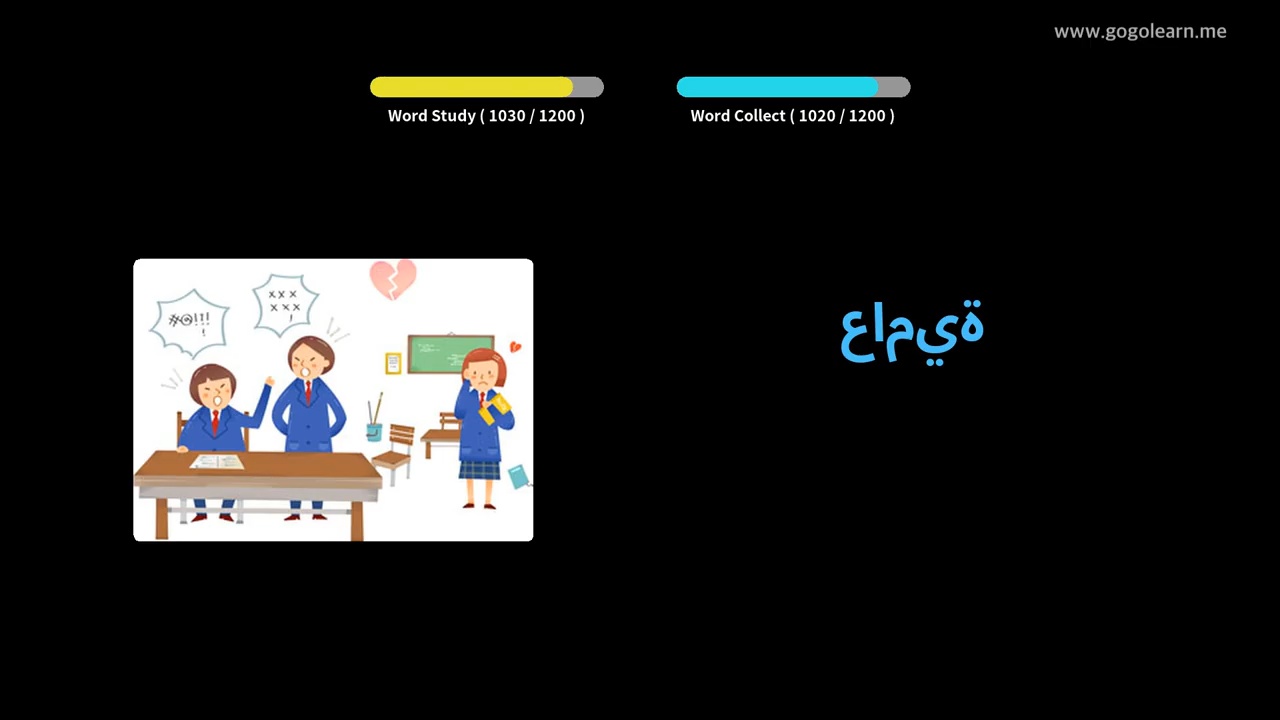 www.gogolearn.me
Word Study ( 1030 / 1200 )
Word Collect ( 1020 / 1200 )
#@!!!
!
x x x
x x x
!
عامية